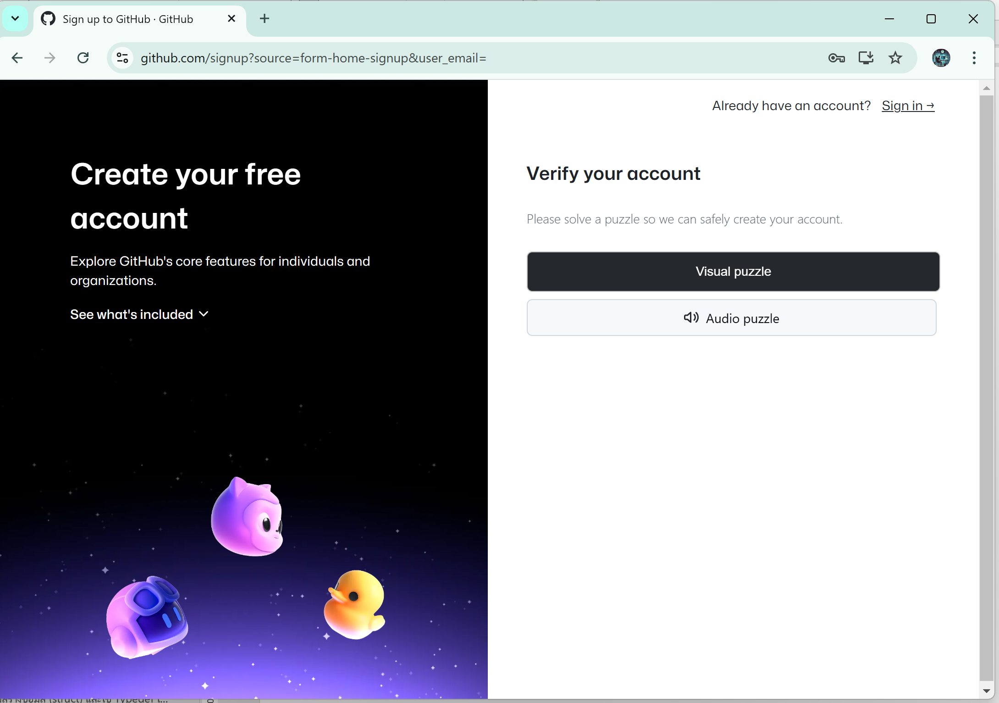 Sign up to GitHub · GitHub
github.com/signup?source=form-home-signup&user_email=
Already have an account? Sign in →
Create your free
account
Explore GitHub's core features for individuals and
organizations.
See what's included
Verify your account
Please solve a puzzle so we can safely create your account.
Visual puzzle
Audio puzzle